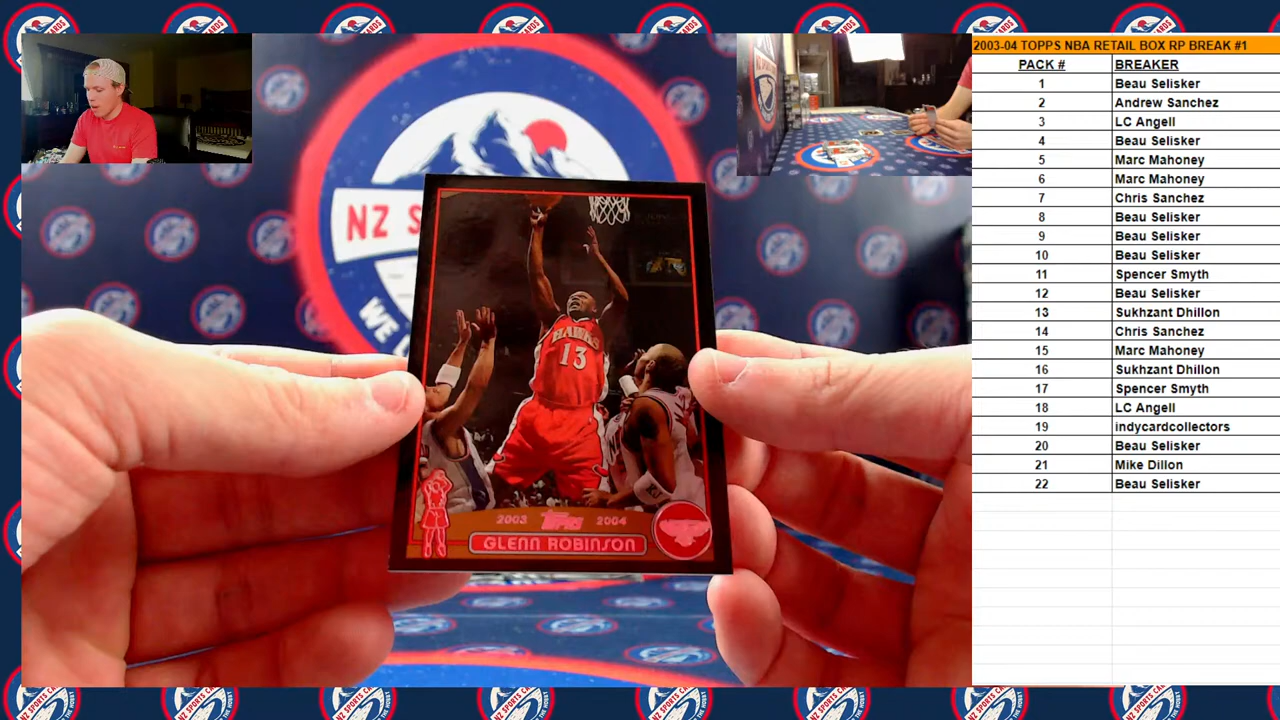 2003-04 TOPPS NBA RETAIL BOX RP BREAK #1
PACK # BREAKER
1 Beau Selisker
2 Andrew Sanchez
3 LC Angell
4 Beau Selisker
5 Marc Mahoney
6 Marc Mahoney
7 Chris Sanchez
8 Beau Selisker
9 Beau Selisker
10 Beau Selisker
11 Spencer Smyth
12 Beau Selisker
13 Sukhzant Dhillon
14 Chris Sanchez
15 Marc Mahoney
16 Sukhzant Dhillon
17 Spencer Smyth
18 LC Angell
19 indycardcollectors
20 Beau Selisker
21 Mike Dillon
22 Beau Selisker
NZ S
WE
HAWKS
13
2003 Topps 2004
GLENN ROBINSON